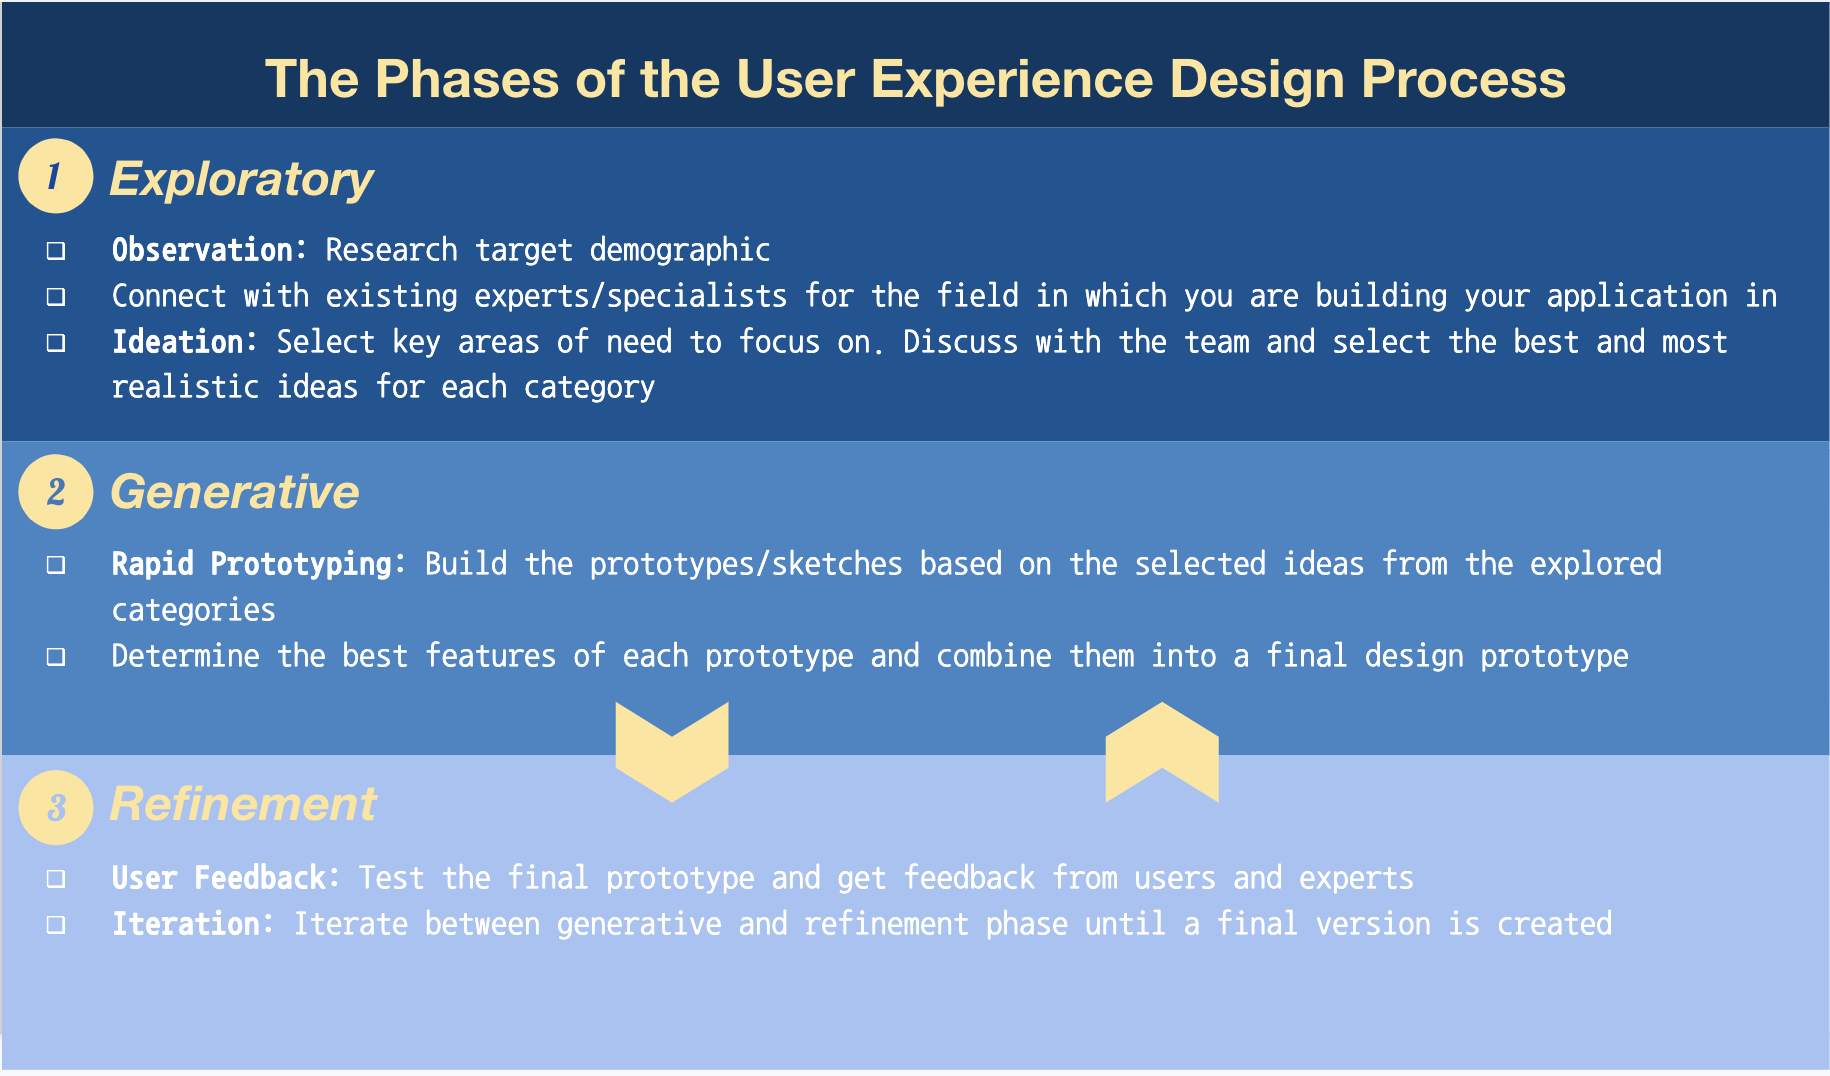 The Phases of the User Experience Design Process
1 Exploratory
❏ Observation: Research target demographic
❏ Connect with existing experts/specialists for the field in which you are building your application in
❏ Ideation: Select key areas of need to focus on. Discuss with the team and select the best and most
realistic ideas for each category
2 Generative
❏ Rapid Prototyping: Build the prototypes/sketches based on the selected ideas from the explored
categories
❏ Determine the best features of each prototype and combine them into a final design prototype
3 Refinement
❏ User Feedback: Test the final prototype and get feedback from users and experts
❏ Iteration: Iterate between generative and refinement phase until a final version is created